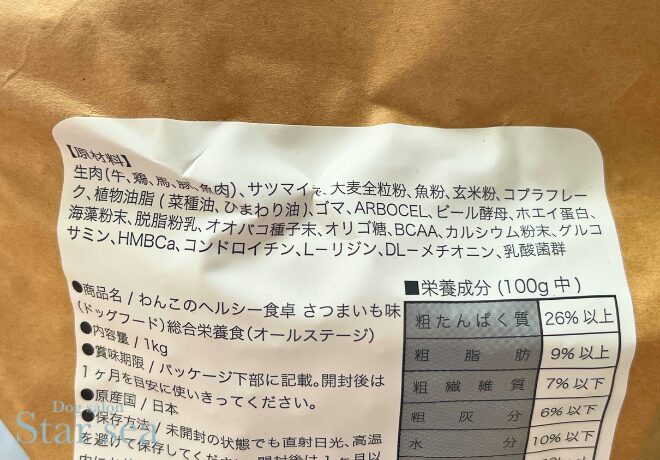 【原材料】
生肉(牛、鶏、馬、豚、魚肉)、サツマイモ、大麦全粒粉、魚粉、玄米粉、コプラフレー
ク、植物油脂(菜種油、ひまわり油)、ゴマ、ARBOCEL、ビール酵母、ホエイ蛋白、
海藻粉末、脱脂粉乳、オオバコ種子末、オリゴ糖、BCAA、カルシウム粉末、グルコ
サミン、HMBCa、コンドロイチン、L-リジン、DL-メチオニン、乳酸菌群
●商品名 / わんこのヘルシー食卓 さつまいも味
(ドッグフード)総合栄養食(オールステージ)
●内容量 / 1kg
●賞味期限 / パッケージ下部に記載。開封後は
1ヶ月を目安に使いきってください。
●原産国 / 日本
●保存方法 / 未開封の状態でも直射日光、高温
を避けて保存してください。開封後は1ヶ月以
■栄養成分(100g中)
粗たんぱく質 26%以上
粗脂肪 9%以上
粗繊維質 7%以下
粗灰分 6%以下
水分 10%以下
Dog salon
Star sea